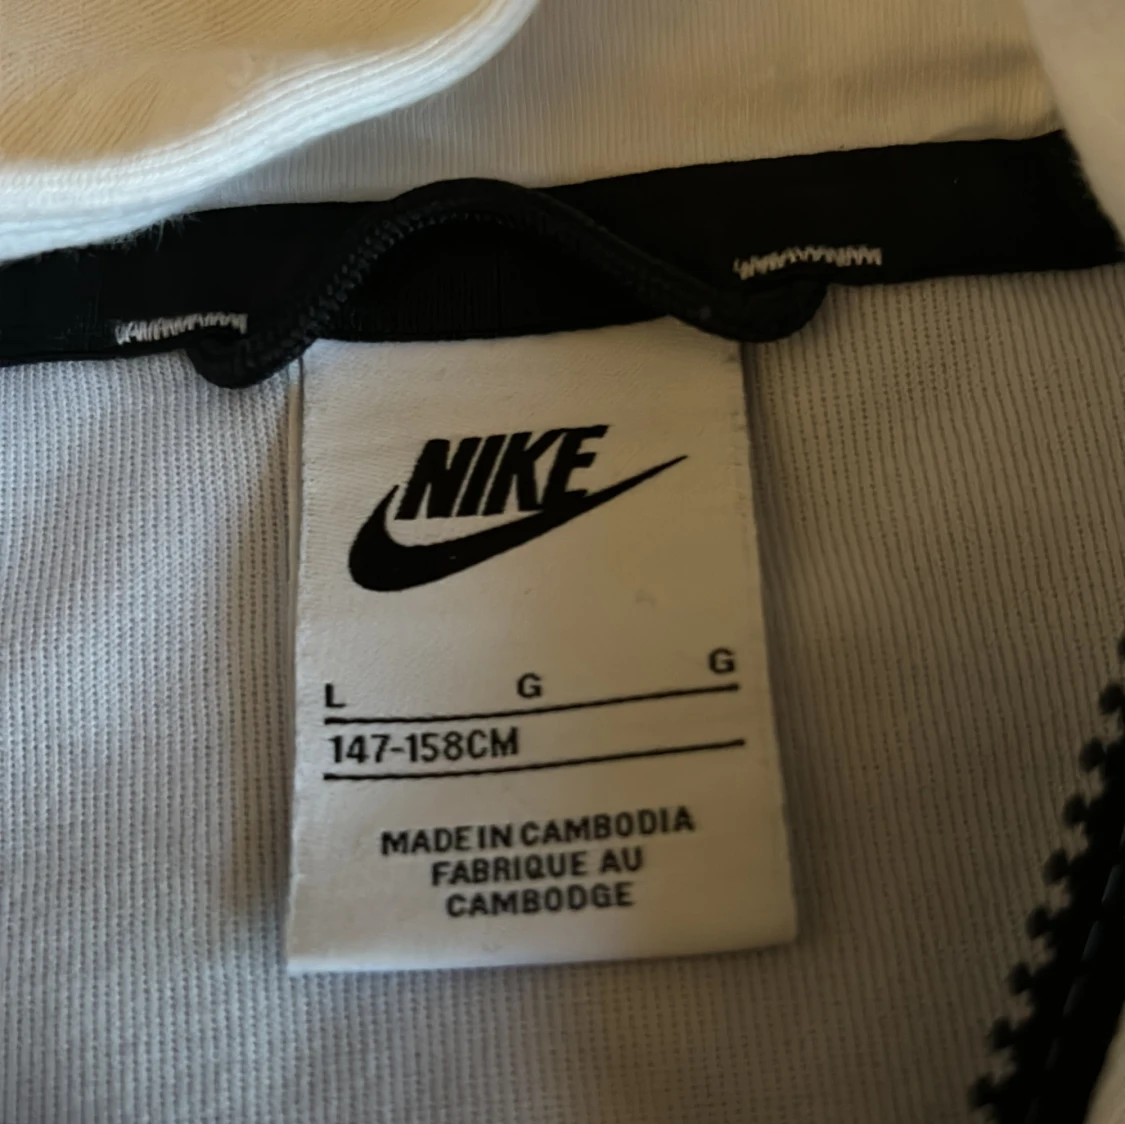 NIKE
L G G
147-158CM
MADE IN CAMBODIA
FABRIQUE AU
CAMBODGE